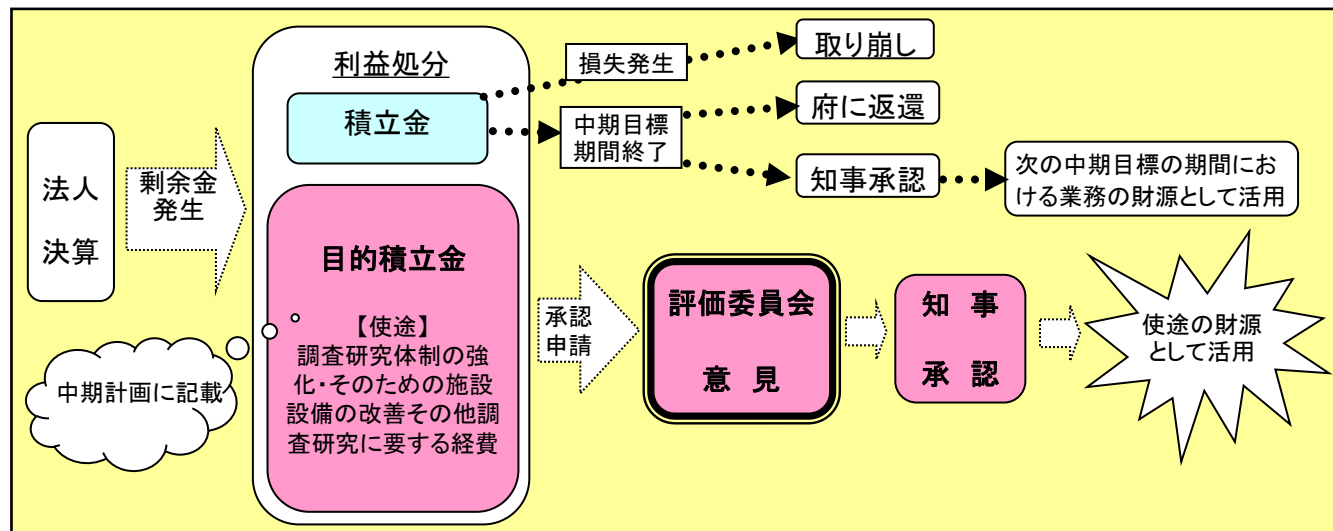 法人
決算
剰余金
発生
利益処分
積立金
損失発生
取り崩し
中期目標
期間終了
府に返還
知事承認
次の中期目標の期間にお
ける業務の財源として活用
目的積立金
【使途】
調査研究体制の強
化・そのための施設
設備の改善その他調
査研究に要する経費
中期計画に記載
承認
申請
評価委員会
意 見
知 事
承 認
使途の財源
として活用